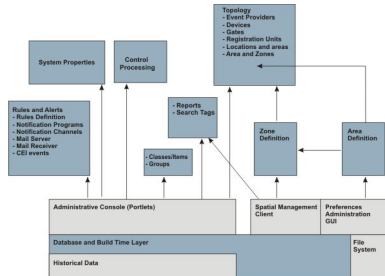 Topology
- Event Providers
- Devices
- Gates
- Registration Units
- Locations and areas
- Area and Zones
System Properties
Control
Processing
Rules and Alerts
- Rules Definition
- Notification Programs
- Notification Channels
- Mail Server
- Mail Receiver
- CEI events
- Reports
- Search Tags
- Classes/Items
- Groups
Zone
Definition
Area
Definition
Administrative Console (Portlets)
Spatial Management
Client
Preferences
Administration
GUI
Database and Build Time Layer
File
System
Historical Data